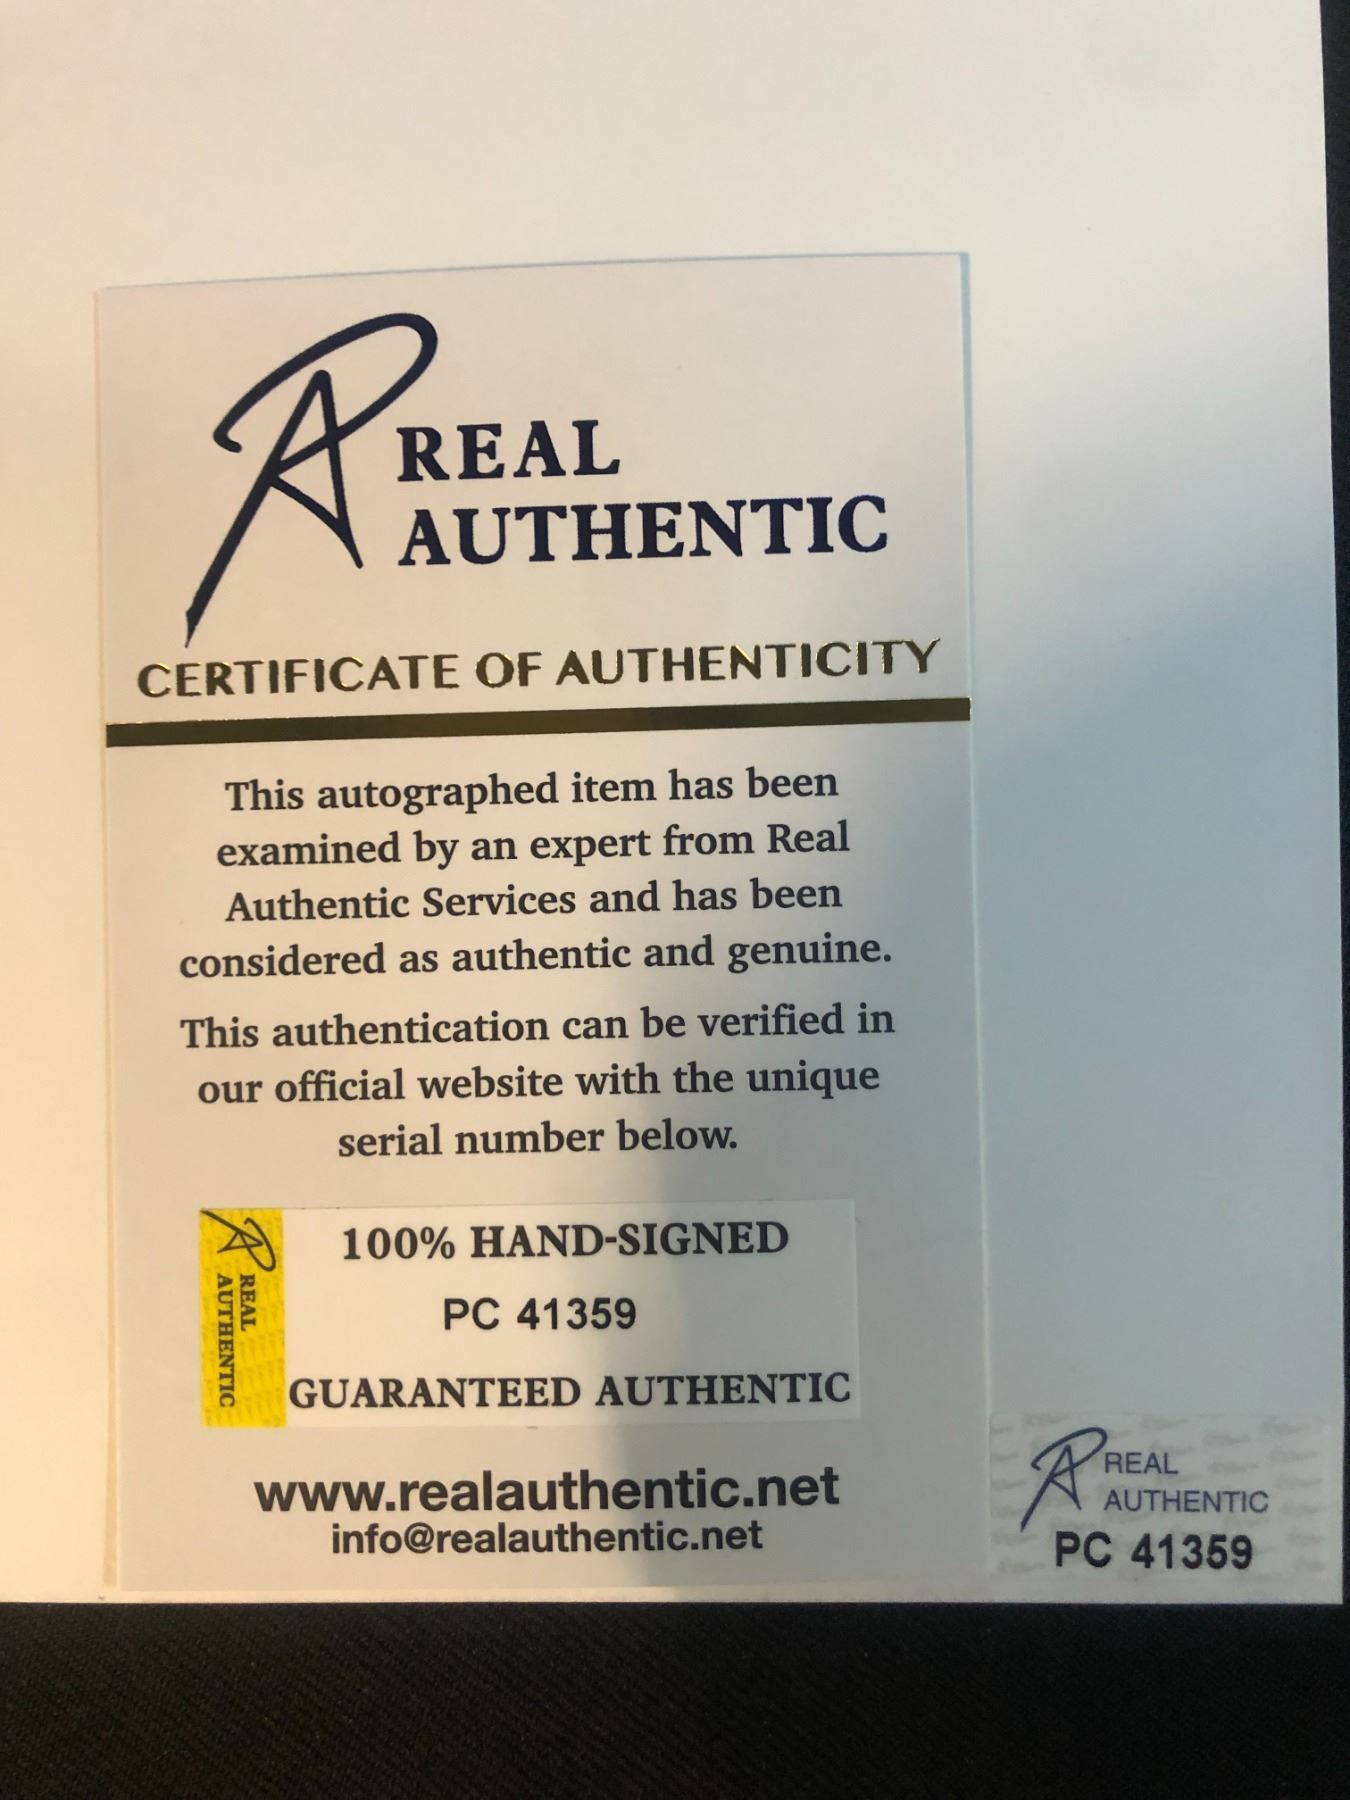 REAL
AUTHENTIC
CERTIFICATE OF AUTHENTICITY
This autographed item has been
examined by an expert from Real
Authentic Services and has been
considered as authentic and genuine.
This authentication can be verified in
our official website with the unique
serial number below.
REAL
AUTHENTIC
100% HAND-SIGNED
PC 41359
GUARANTEED AUTHENTIC
www.realauthentic.net
info@realauthentic.net
REAL
AUTHENTIC
PC 41359